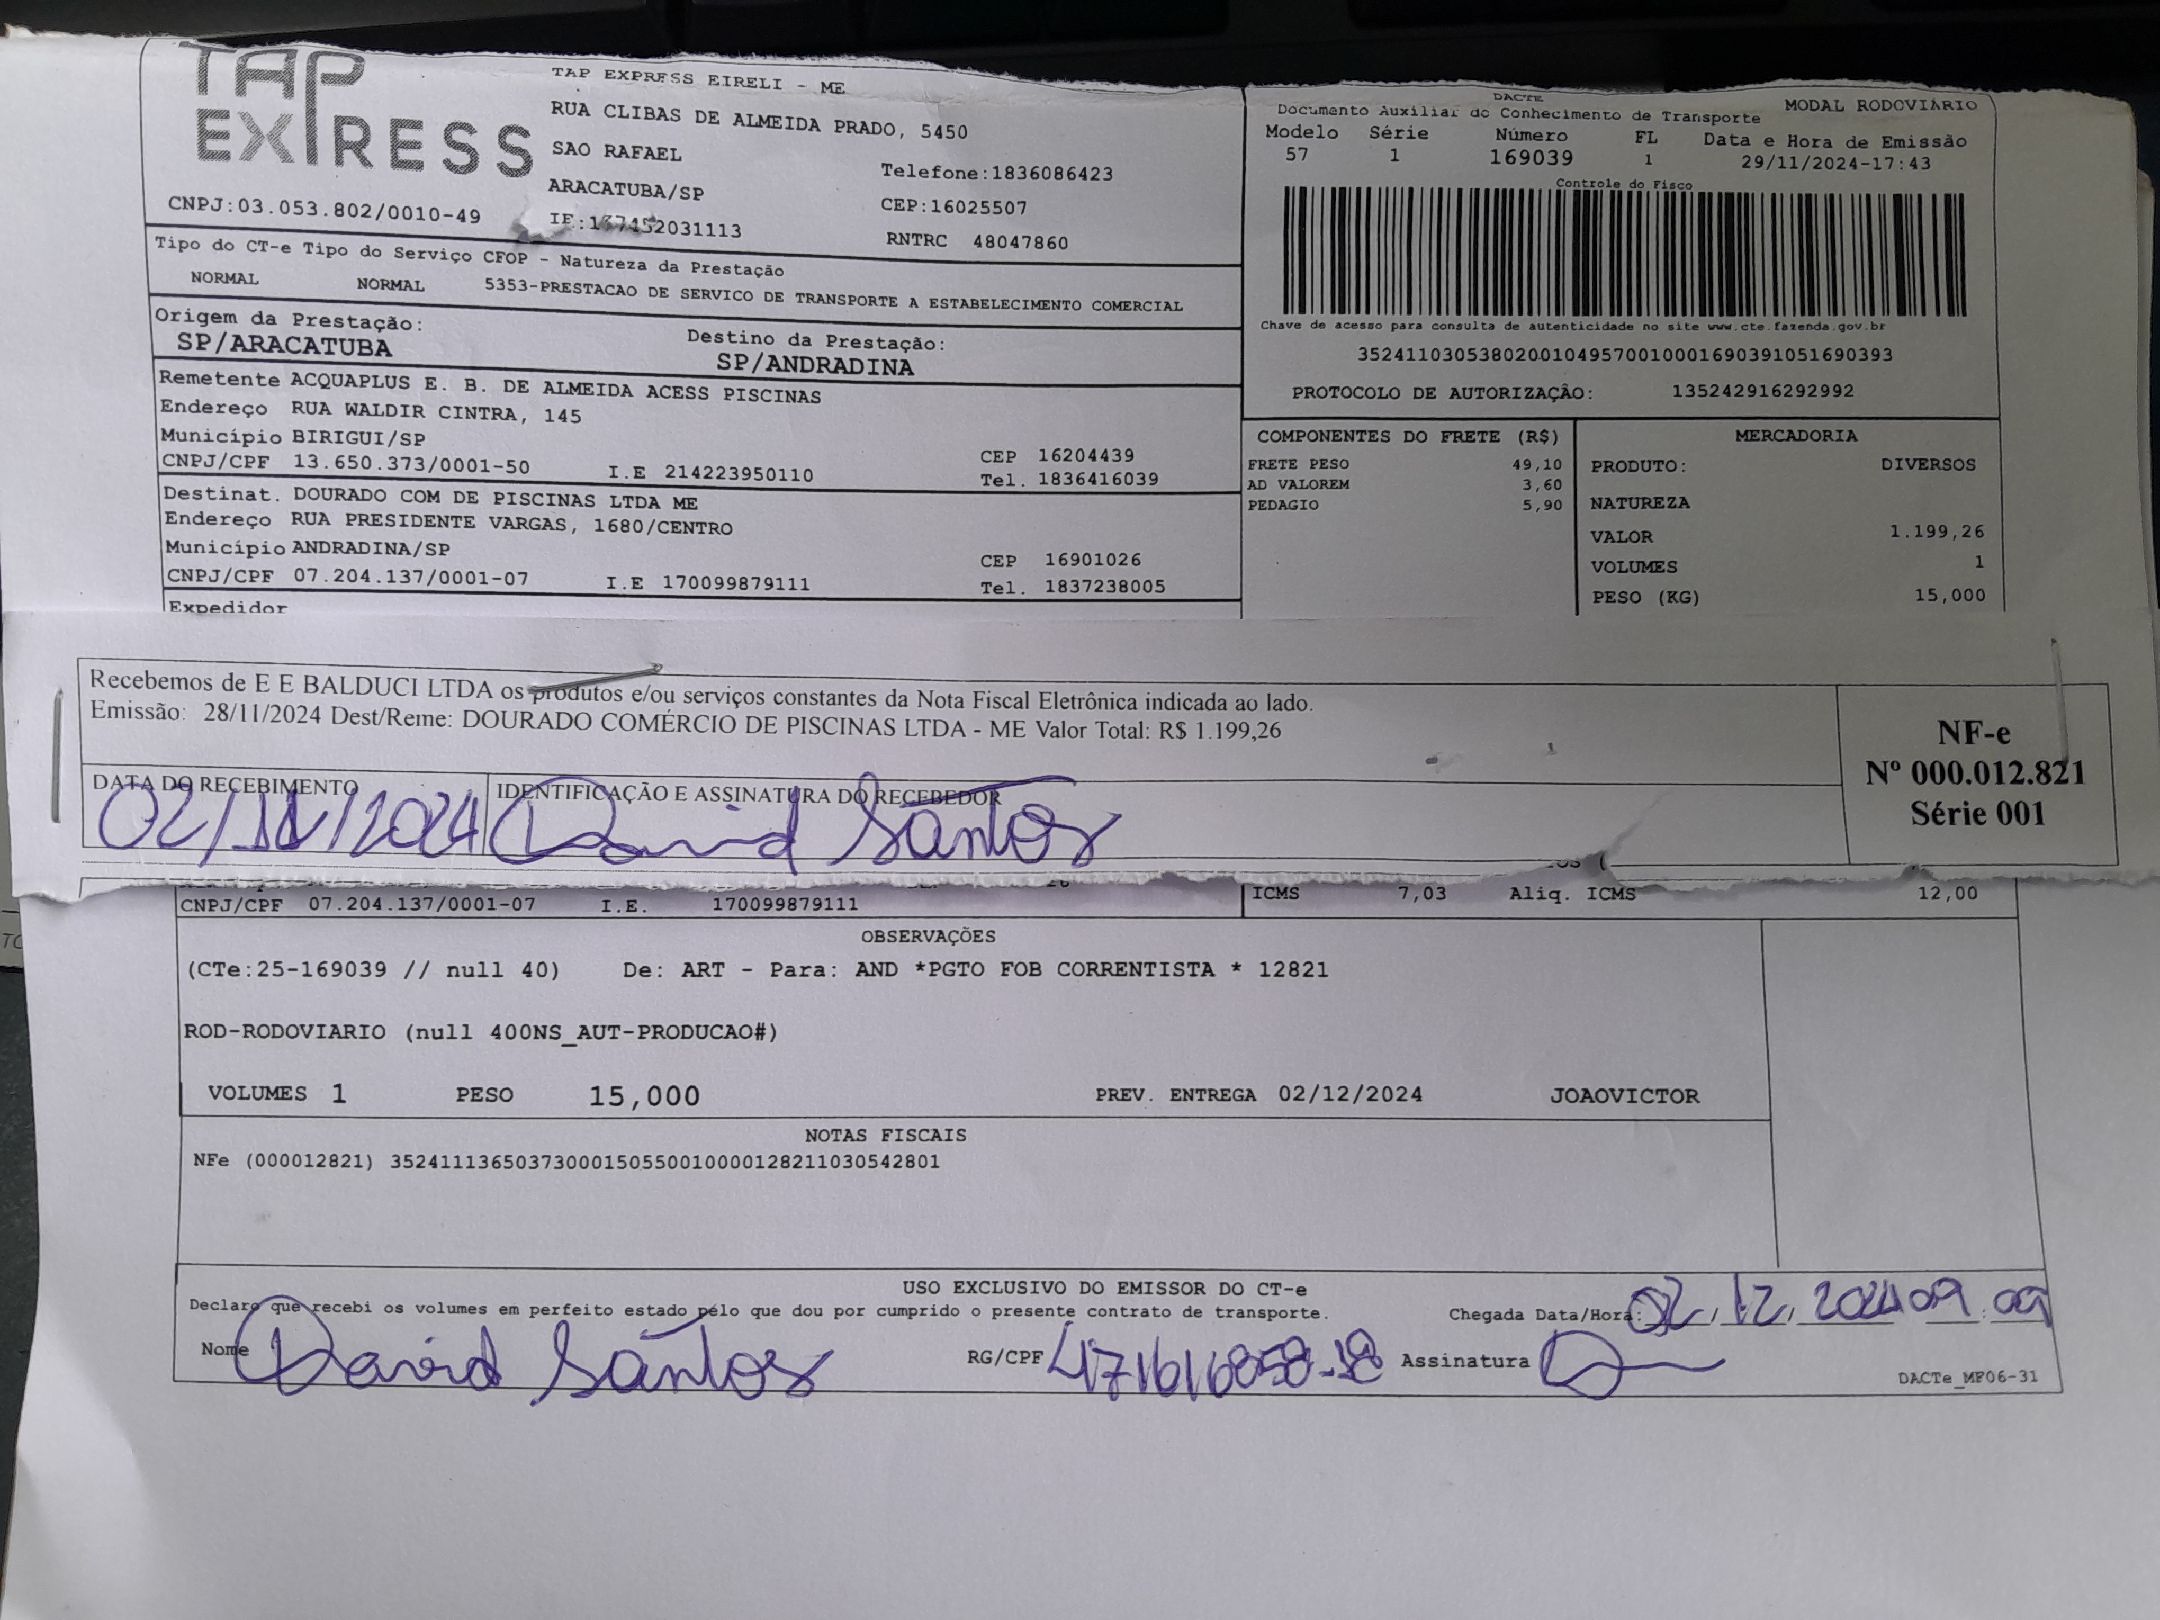 TAP
EXPRESS
CNPJ:03.053.802/0010-49
TAP EXPRESS EIRELI - ME
RUA CLIBAS DE ALMEIDA PRADO, 5450
SAO RAFAEL
ARACATUBA/SP
Telefone:1836086423
CEP:16025507
RNTRC 48047860
DACTE
Documento Auxiliar do Conhecimento de Transporte
MODAL RODOVIÁRIO
Modelo Série Número FL Data e Hora de Emissão
57 1 169039 1 29/11/2024-17:43
Controle do Fisco
Chave de acesso para consulta de autenticidade no site www.cte.fazenda.gov.br
35241103053802001049570010001690391051690393
PROTOCOLO DE AUTORIZAÇÃO: 135242916292992
Tipo do CT-e Tipo do Serviço CFOP - Natureza da Prestação
NORMAL NORMAL 5353-PRESTACAO DE SERVICO DE TRANSPORTE A ESTABELECIMENTO COMERCIAL
Origem da Prestação: Destino da Prestação:
SP/ARACATUBA SP/ANDRADINA
Remetente ACQUAPLUS E. B. DE ALMEIDA ACESS PISCINAS
Endereço RUA WALDIR CINTRA, 145
Município BIRIGUI/SP CEP 16204439
CNPJ/CPF 13.650.373/0001-50 I.E 214223950110 Tel. 1836416039
Destinat. DOURADO COM DE PISCINAS LTDA ME
Endereço RUA PRESIDENTE VARGAS, 1680/CENTRO
Município ANDRADINA/SP CEP 16901026
CNPJ/CPF 07.204.137/0001-07 I.E 170099879111 Tel. 1837238005
Expedidor
COMPONENTES DO FRETE (R$)
FRETE PESO 49,10
AD VALOREM 3,60
PEDAGIO 5,90
MERCADORIA
PRODUTO: DIVERSOS
NATUREZA
VALOR 1.199,26
VOLUMES 1
PESO (KG) 15,000
Recebemos de E E BALDUCI LTDA os produtos e/ou serviços constantes da Nota Fiscal Eletrônica indicada ao lado.
Emissão: 28/11/2024 Dest/Reme: DOURADO COMÉRCIO DE PISCINAS LTDA - ME Valor Total: R$ 1.199,26
DATA DO RECEBIMENTO IDENTIFICAÇÃO E ASSINATURA DO RECEBEDOR
David Santos
NF-e
Nº 000.012.821
Série 001
CNPJ/CPF 07.204.137/0001-07 I.E. 170099879111
ICMS 7,03 Aliq. ICMS 12,00
OBSERVAÇÕES
(CTe:25-169039 // null 40) De: ART - Para: AND *PGTO FOB CORRENTISTA * 12821
ROD-RODOVIARIO (null 400NS_AUT-PRODUCAO#)
VOLUMES 1 PESO 15,000 PREV. ENTREGA 02/12/2024 JOAOVICTOR
NOTAS FISCAIS
NFe (000012821) 35241113650373000150550010000128211030542801
USO EXCLUSIVO DO EMISSOR DO CT-e
Declaro que recebi os volumes em perfeito estado pelo que dou por cumprido o presente contrato de transporte.
Chegada Data/Hora: 02/12/2024 09:09
Nome David Santos RG/CPF Assinatura
DACTe_MF06-31